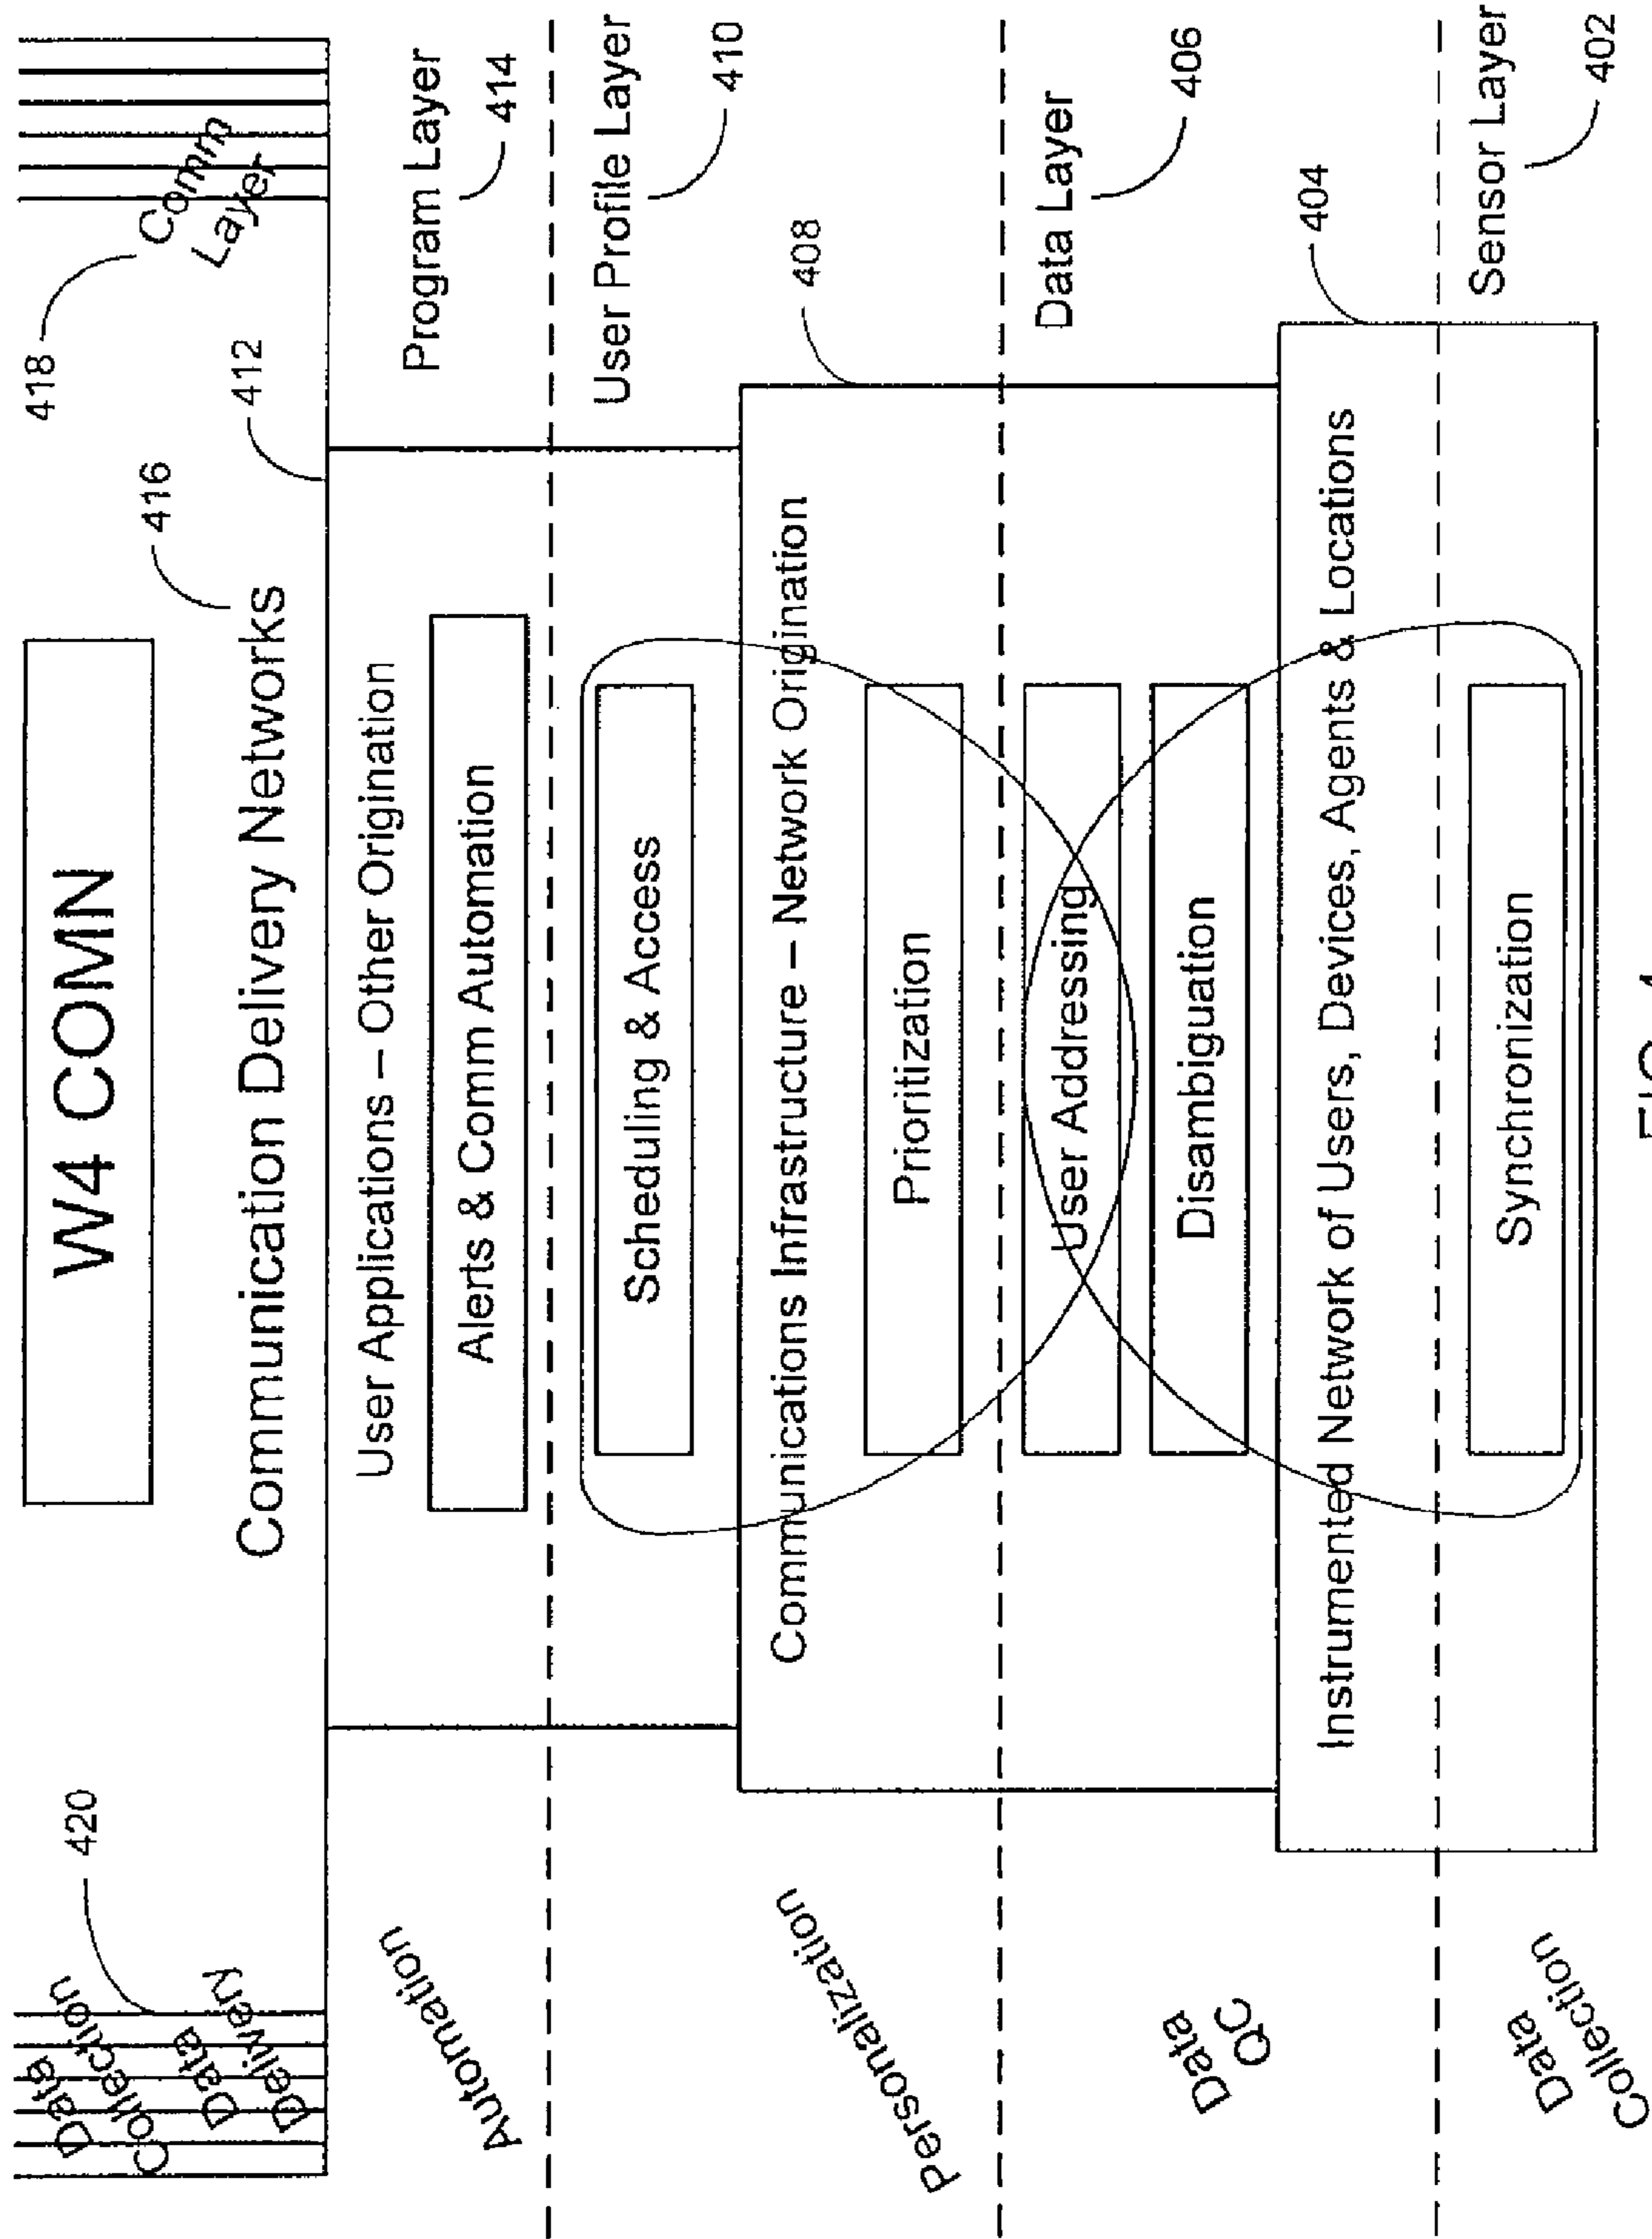 W4 COMN
418
Comm
Layer
420
Data
Collection
Data
Delivery
416
Communication Delivery Networks
412
User Applications – Other Origination
Alerts & Comm Automation
Automation
Program Layer
414
Scheduling & Access
User Profile Layer
410
Communications Infrastructure – Network Origination
408
Prioritization
Personalization
User Addressing
Disambiguation
Data
QC
Data Layer
406
Instrumented Network of Users, Devices, Agents & Locations
404
Synchronization
Data
Collection
Sensor Layer
402